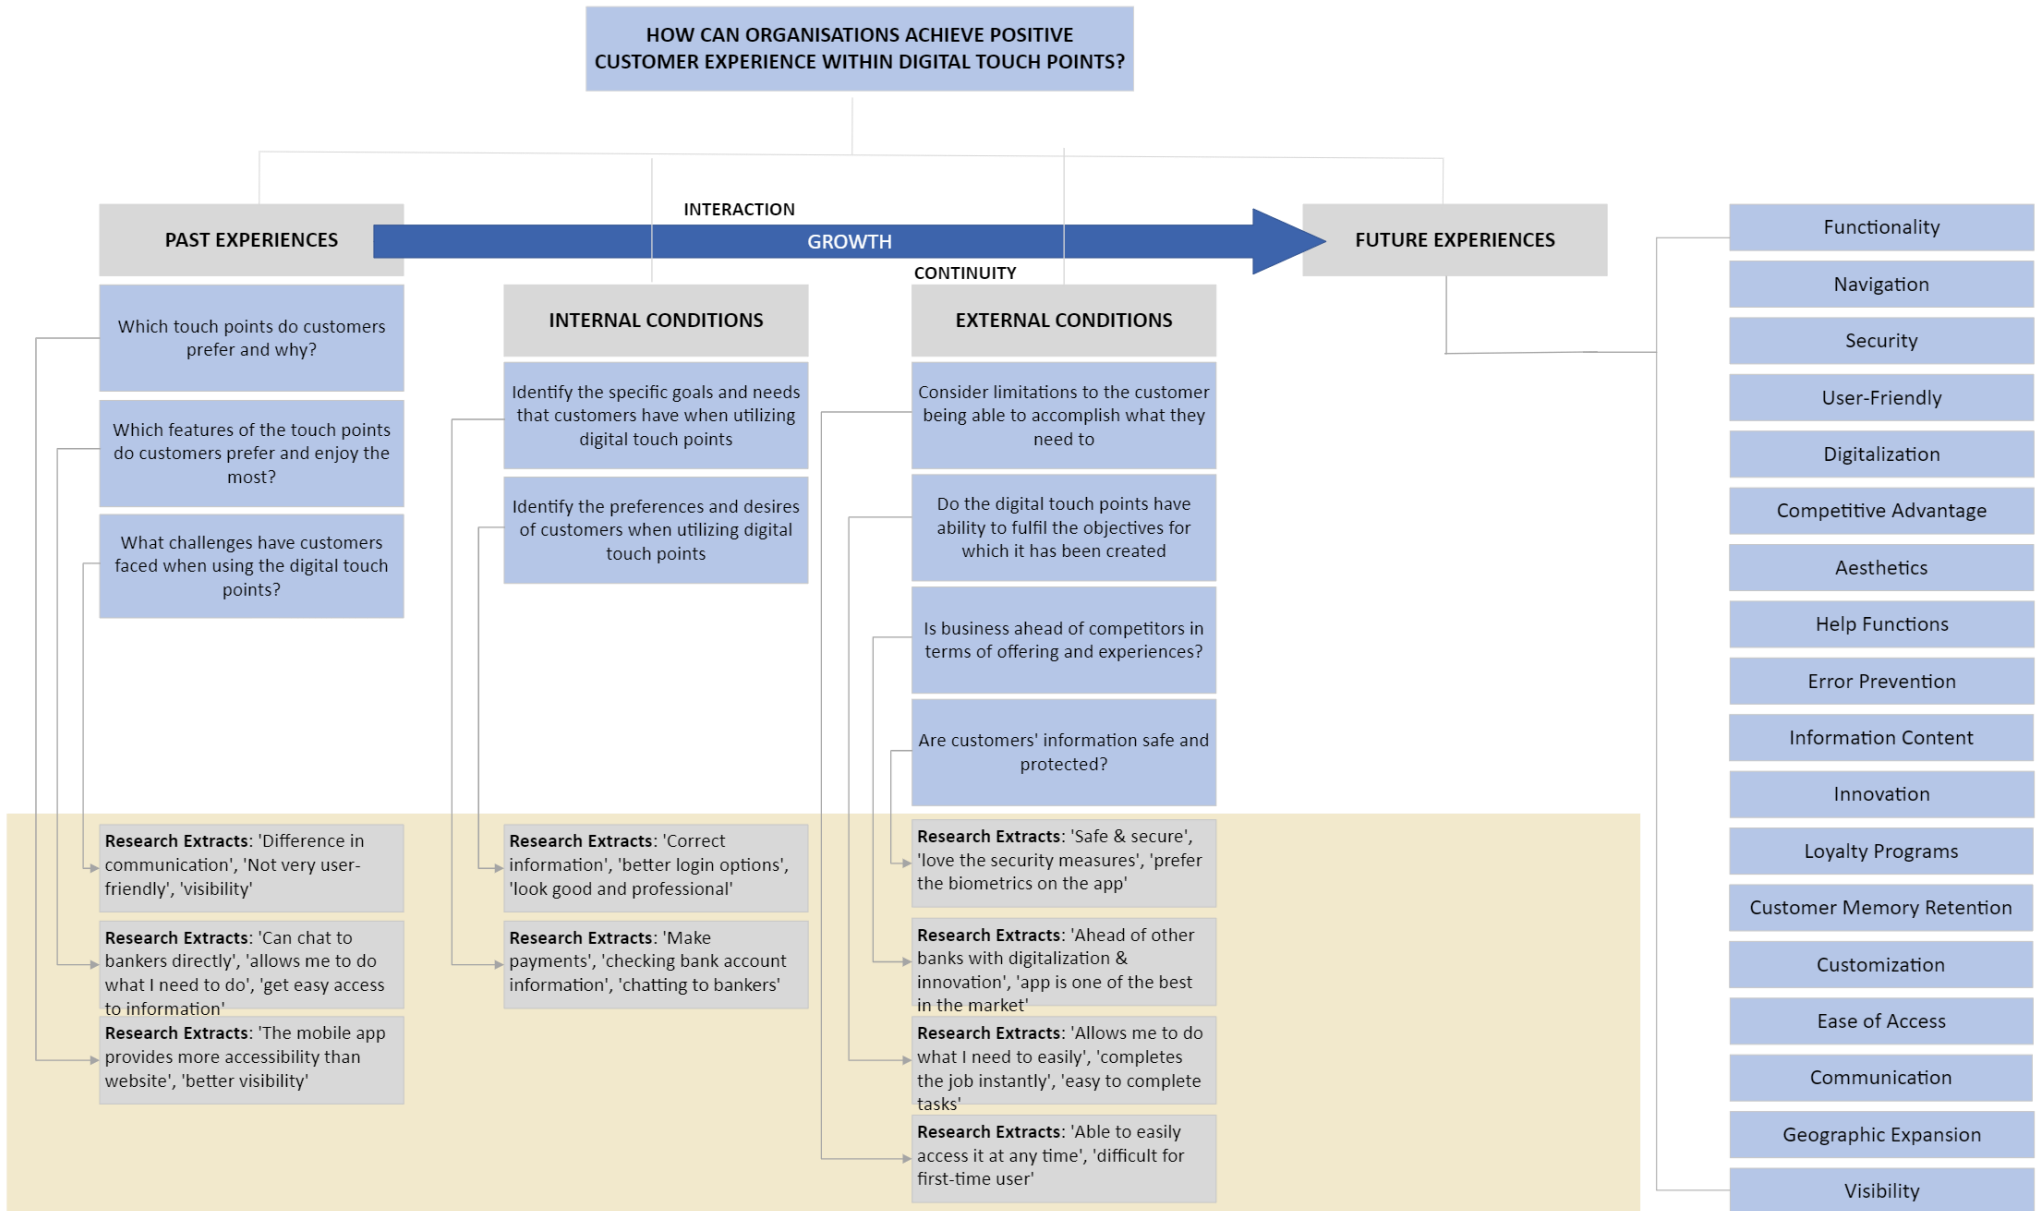 HOW CAN ORGANISATIONS ACHIEVE POSITIVE
CUSTOMER EXPERIENCE WITHIN DIGITAL TOUCH POINTS?
PAST EXPERIENCES
INTERACTION
GROWTH
CONTINUITY
FUTURE EXPERIENCES
Which touch points do customers
prefer and why?
Which features of the touch points
do customers prefer and enjoy the
most?
What challenges have customers
faced when using the digital touch
points?
INTERNAL CONDITIONS
Identify the specific goals and needs
that customers have when utilizing
digital touch points
Identify the preferences and desires
of customers when utilizing digital
touch points
EXTERNAL CONDITIONS
Consider limitations to the customer
being able to accomplish what they
need to
Do the digital touch points have
ability to fulfil the objectives for
which it has been created
Is business ahead of competitors in
terms of offering and experiences?
Are customers' information safe and
protected?
Research Extracts: 'Difference in
communication', 'Not very user-
friendly', 'visibility'
Research Extracts: 'Can chat to
bankers directly', 'allows me to do
what I need to do', 'get easy access
to information'
Research Extracts: 'The mobile app
provides more accessibility than
website', 'better visibility'
Research Extracts: 'Correct
information', 'better login options',
'look good and professional'
Research Extracts: 'Make
payments', 'checking bank account
information', 'chatting to bankers'
Research Extracts: 'Safe & secure',
'love the security measures', 'prefer
the biometrics on the app'
Research Extracts: 'Ahead of other
banks with digitalization &
innovation', 'app is one of the best
in the market'
Research Extracts: 'Allows me to do
what I need to easily', 'completes
the job instantly', 'easy to complete
tasks'
Research Extracts: 'Able to easily
access it at any time', 'difficult for
first-time user'
Functionality
Navigation
Security
User-Friendly
Digitalization
Competitive Advantage
Aesthetics
Help Functions
Error Prevention
Information Content
Innovation
Loyalty Programs
Customer Memory Retention
Customization
Ease of Access
Communication
Geographic Expansion
Visibility